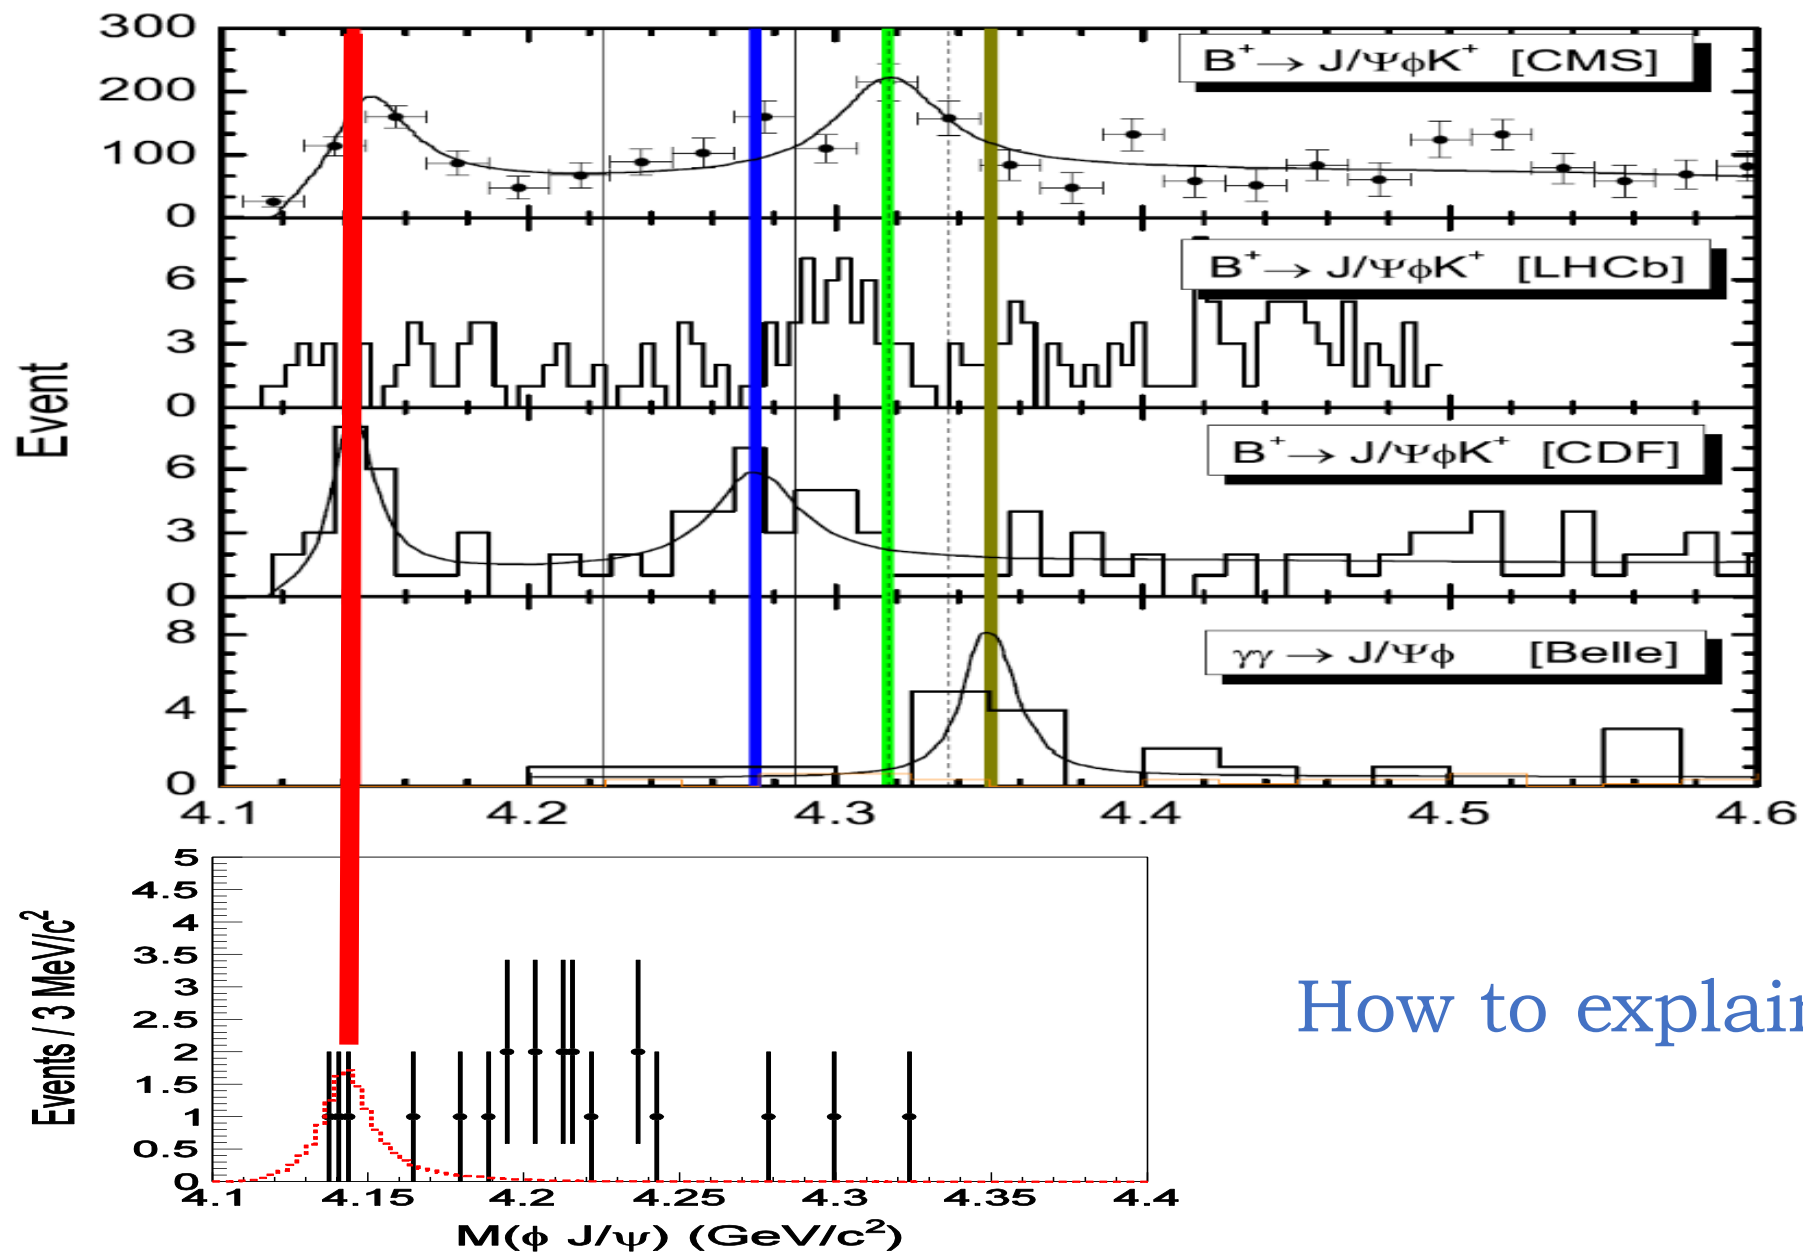 300
200
100
0
B⁺→ J/ΨϕK⁺ [CMS]
6
3
0
B⁺→ J/ΨϕK⁺ [LHCb]
Event
6
3
0
B⁺→ J/ΨϕK⁺ [CDF]
8
4
0
γγ → J/Ψϕ [Belle]
4.1 4.2 4.3 4.4 4.5 4.6
5
4.5
4
3.5
3
2.5
2
1.5
1
0.5
0
Events / 3 MeV/c²
4.1 4.15 4.2 4.25 4.3 4.35 4.4
M(ϕ J/ψ) (GeV/c²)
How to explain